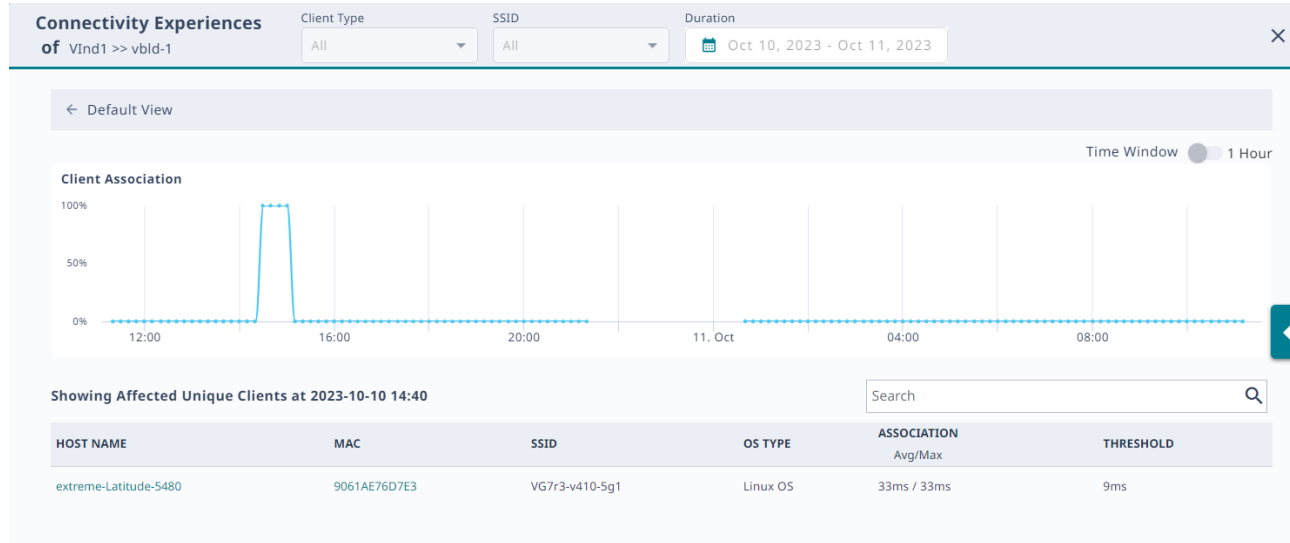 Connectivity Experiences
of VInd1 >> vbld-1
Client Type
All
SSID
All
Duration
Oct 10, 2023 - Oct 11, 2023
← Default View
Time Window 1 Hour
Client Association
100%
50%
0%
12:00 16:00 20:00 11. Oct 04:00 08:00
Showing Affected Unique Clients at 2023-10-10 14:40
Search
HOST NAME MAC SSID OS TYPE ASSOCIATION Avg/Max THRESHOLD
extreme-Latitude-5480 9061AE76D7E3 VG7r3-v410-5g1 Linux OS 33ms / 33ms 9ms